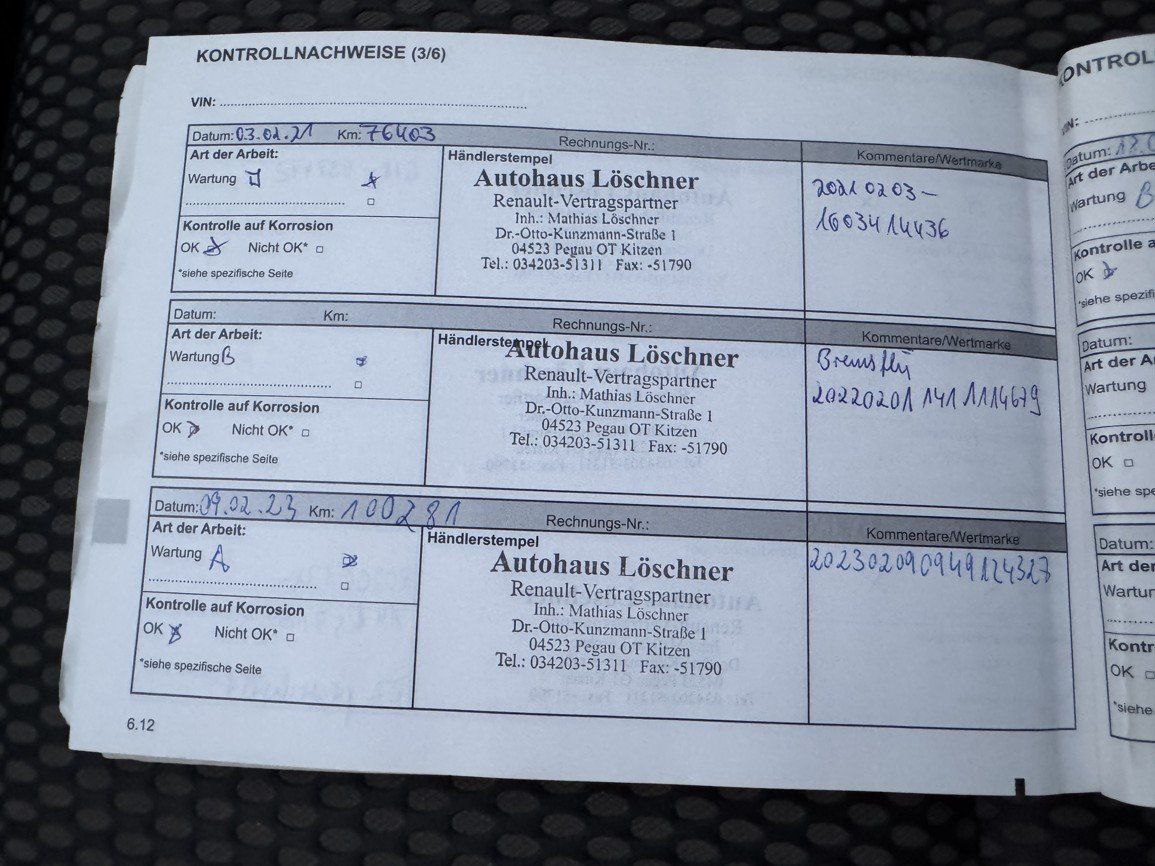 KONTROLLNACHWEISE (3/6)
VIN:
Datum: 03.02.21 Km: 76403 Rechnungs-Nr.:
Art der Arbeit:
Wartung
Kontrolle auf Korrosion
OK Nicht OK*
*siehe spezifische Seite
Händlerstempel
Autohaus Löschner
Renault-Vertragspartner
Inh.: Mathias Löschner
Dr.-Otto-Kunzmann-Straße 1
04523 Pegau OT Kitzen
Tel.: 034203-51311 Fax: -51790
Kommentare/Wertmarke
20210203-
1603414436
Datum: Km: Rechnungs-Nr.:
Art der Arbeit:
Wartung B
Kontrolle auf Korrosion
OK Nicht OK*
*siehe spezifische Seite
Händlerstempel
Autohaus Löschner
Renault-Vertragspartner
Inh.: Mathias Löschner
Dr.-Otto-Kunzmann-Straße 1
04523 Pegau OT Kitzen
Tel.: 034203-51311 Fax: -51790
Kommentare/Wertmarke
Bremsflü
20220201 141 1114679
Datum: 09.02.23 Km: 100281 Rechnungs-Nr.:
Art der Arbeit:
Wartung A
Kontrolle auf Korrosion
OK Nicht OK*
*siehe spezifische Seite
Händlerstempel
Autohaus Löschner
Renault-Vertragspartner
Inh.: Mathias Löschner
Dr.-Otto-Kunzmann-Straße 1
04523 Pegau OT Kitzen
Tel.: 034203-51311 Fax: -51790
Kommentare/Wertmarke
202302090949124327
6.12
KONTROL
VIN:
Datum:
Art der Arbe
Wartung B
Kontrolle a
OK
*siehe spezifi
Datum:
Art der A
Wartung
Kontroll
OK
*siehe spe
Datum:
Art der
Wartur
Kontr
OK
*siehe